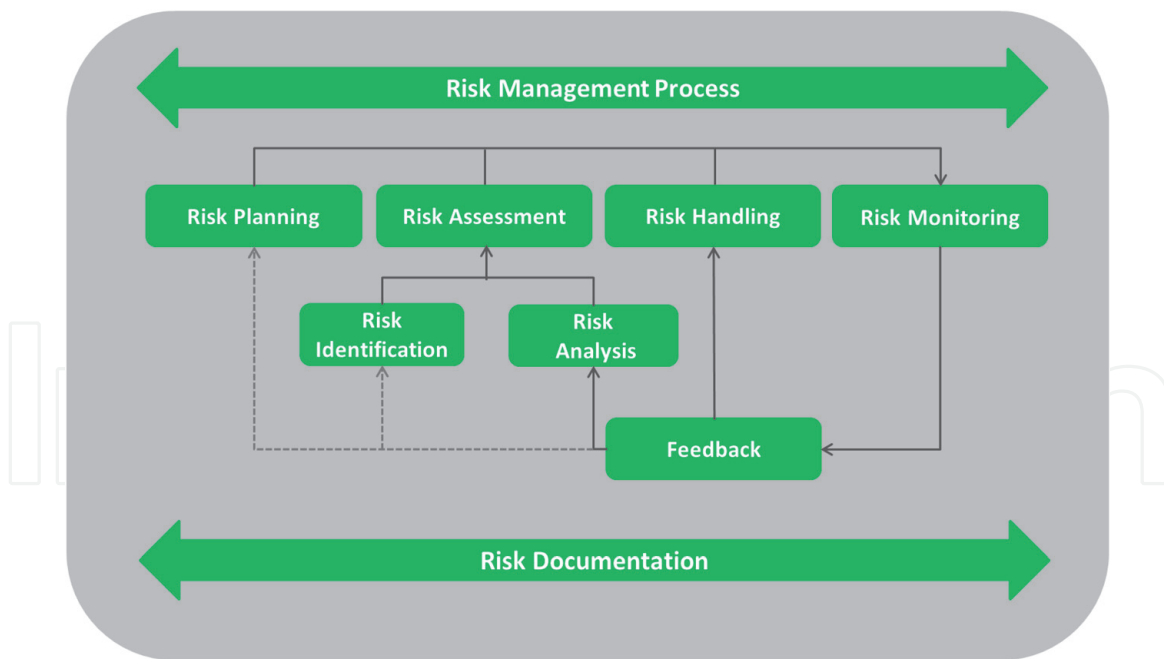 Risk Management Process
Risk Planning
Risk Assessment
Risk Handling
Risk Monitoring
Risk
Identification
Risk
Analysis
Feedback
Risk Documentation